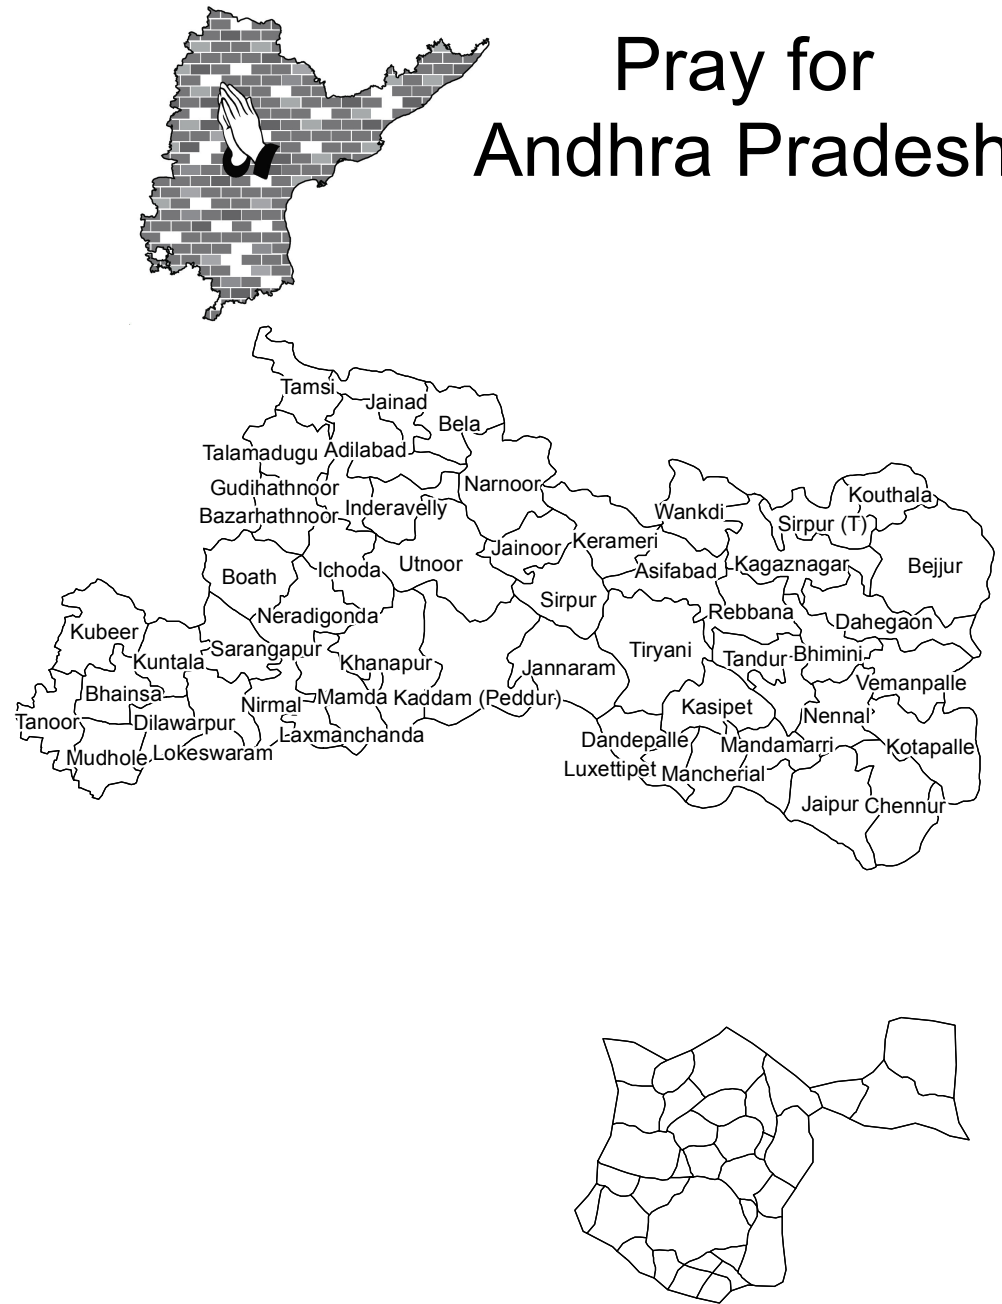 Pray for
Andhra Pradesh
Tamsi
Jainad
Bela
Talamadugu
Adilabad
Gudihathnoor
Inderavelly
Narnoor
Bazarhathnoor
Wankdi
Kouthala
Sirpur (T)
Boath
Ichoda
Utnoor
Jainoor
Kerameri
Asifabad
Kagaznagar
Bejjur
Neradigonda
Sirpur
Rebbana
Dahegaon
Kubeer
Kuntala
Sarangapur
Khanapur
Jannaram
Tiryani
Tandur
Bhimini
Bhainsa
Nirmal
Mamda
Kaddam (Peddur)
Kasipet
Vemanpalle
Tanoor
Dilawarpur
Laxmanchanda
Nennal
Mudhole
Lokeswaram
Dandepalle
Mandamarri
Kotapalle
Luxettipet
Mancherial
Jaipur
Chennur